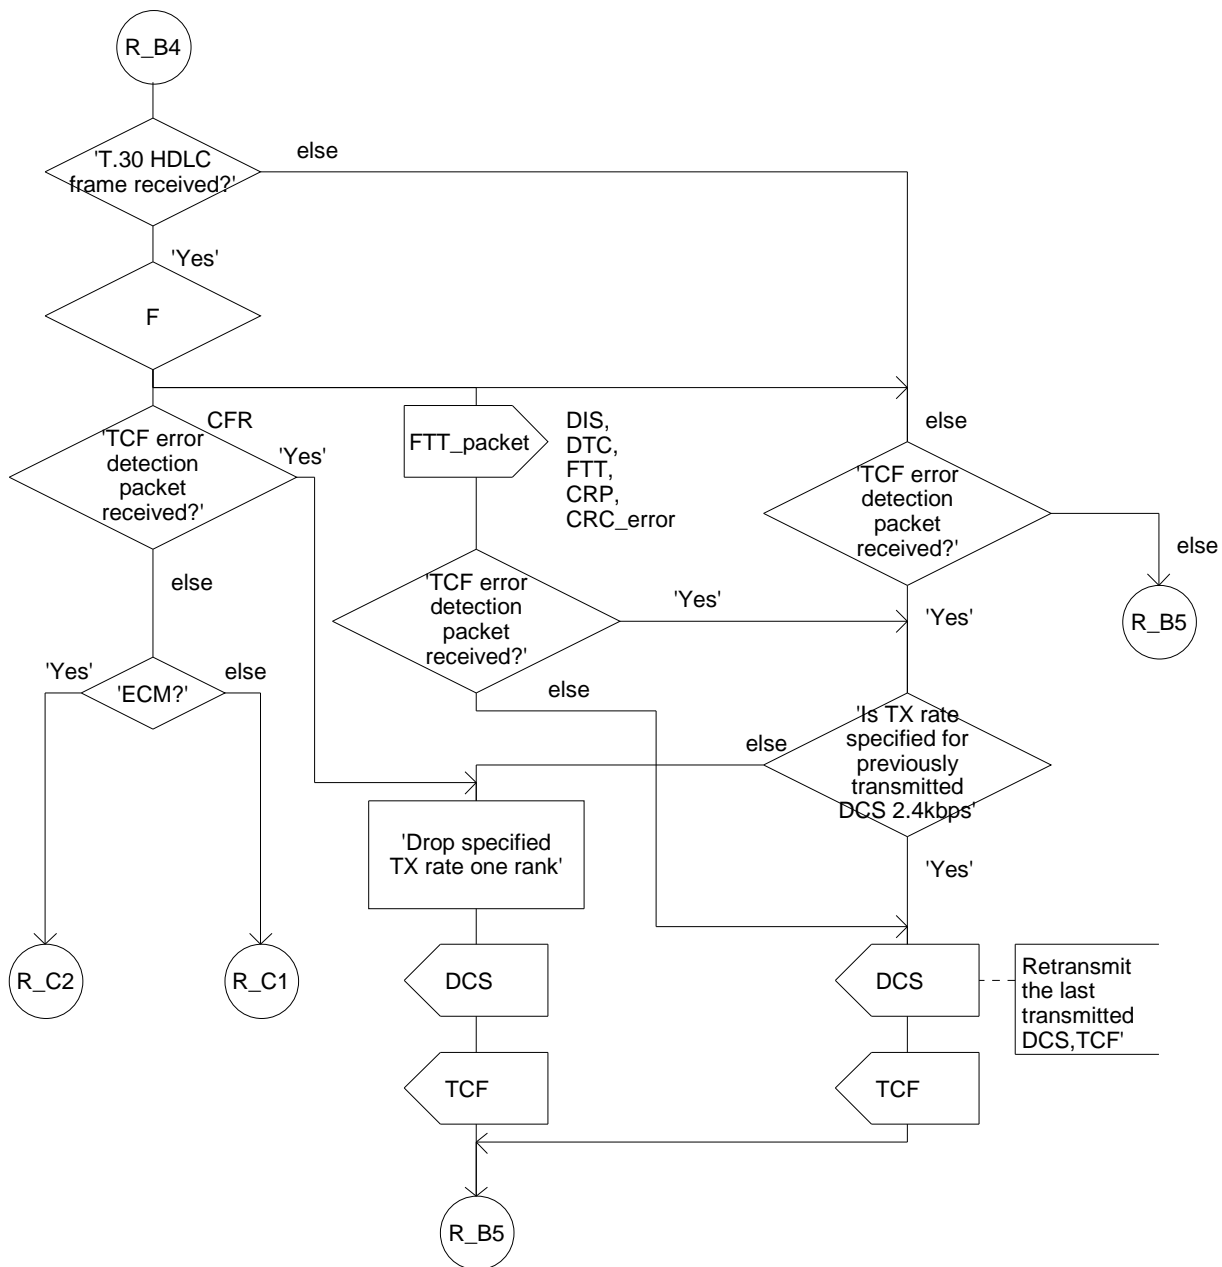 R_B4
'T.30 HDLC
frame received?'
else
'Yes'
F
CFR
'TCF error
detection
packet
received?'
'Yes'
else
FTT_packet
DIS,
DTC,
FTT,
CRP,
CRC_error
else
'TCF error
detection
packet
received?'
else
'Yes'
R_B5
'TCF error
detection
packet
received?'
'Yes'
else
'Yes'
'ECM?'
else
'Is TX rate
specified for
previously
transmitted
DCS 2.4kbps'
else
'Yes'
'Drop specified
TX rate one rank'
R_C2
R_C1
DCS
DCS
Retransmit
the last
transmitted
DCS,TCF'
TCF
TCF
R_B5